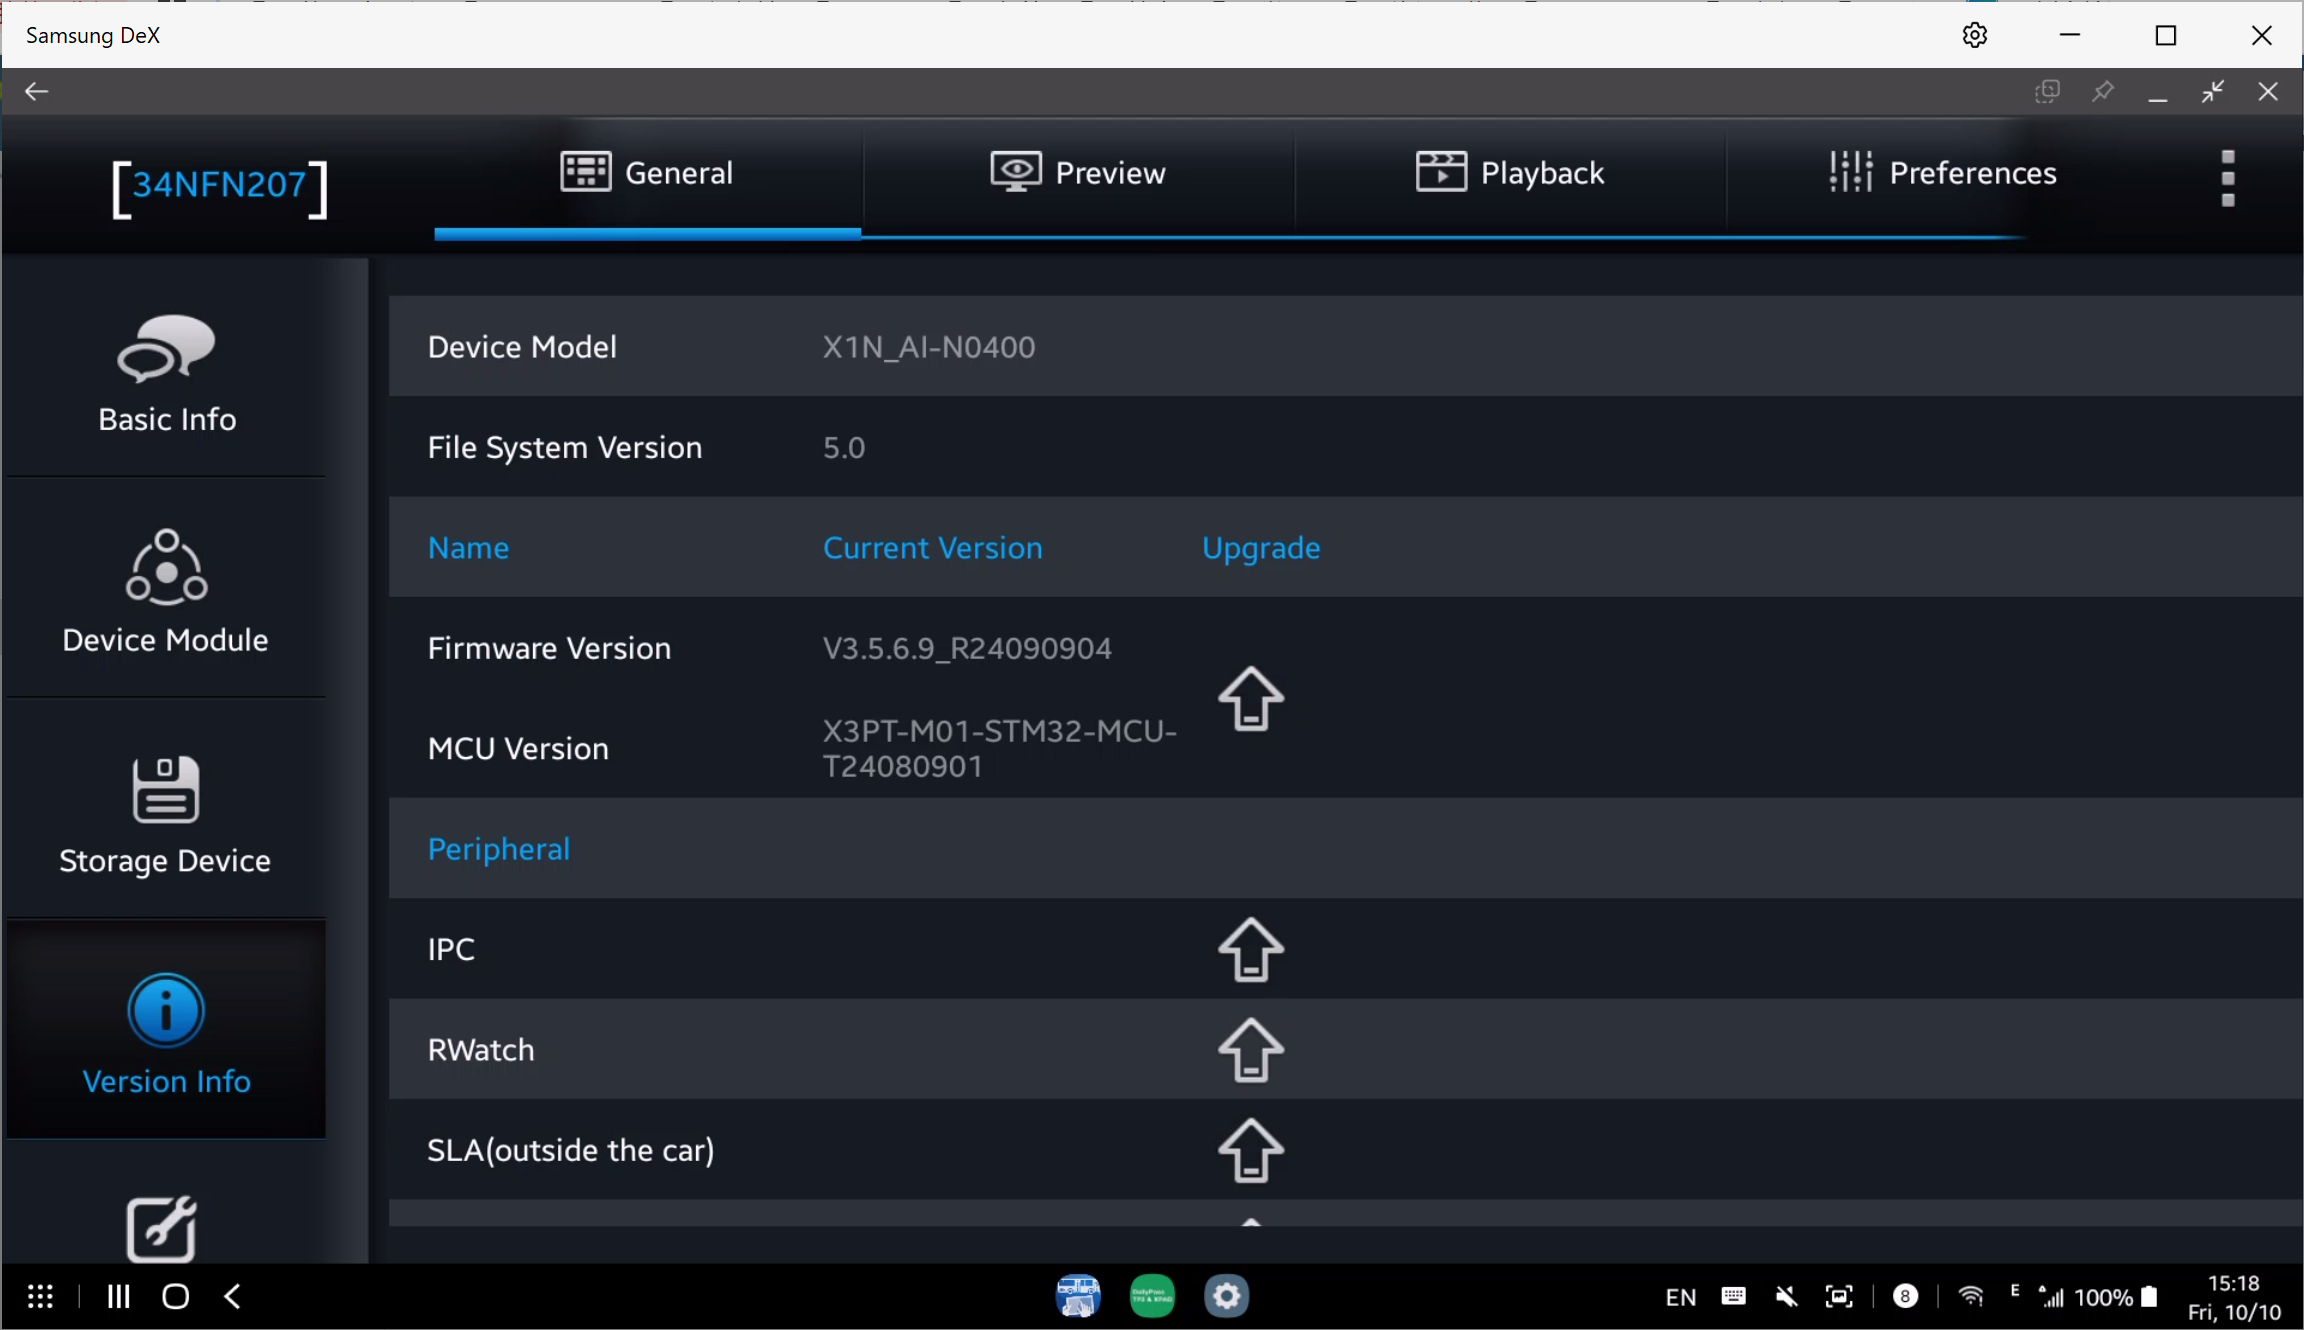 Samsung DeX
[34NFN207]
General
Preview
Playback
Preferences
Basic Info
Device Module
Storage Device
Version Info
Device Model X1N_AI-N0400
File System Version 5.0
Name Current Version Upgrade
Firmware Version V3.5.6.9_R24090904
MCU Version X3PT-M01-STM32-MCU-
T24080901
Peripheral
IPC
RWatch
SLA(outside the car)
EN 8 E 100% 15:18
Fri, 10/10